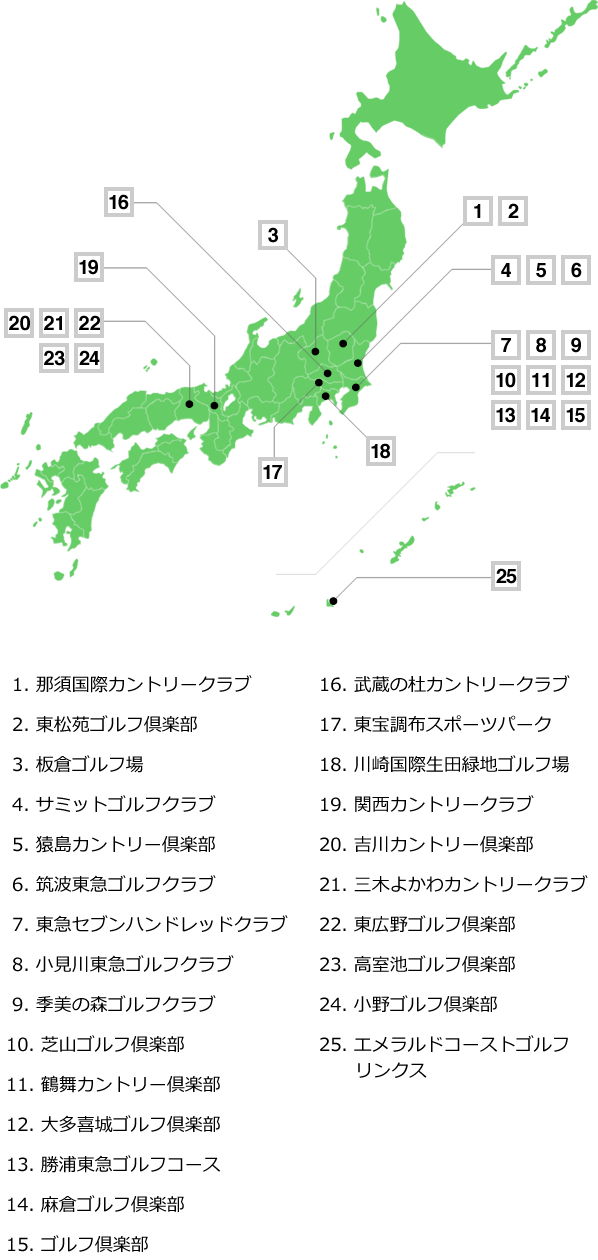 16
1 2
3
4 5 6
19
20 21 22
23 24
7 8 9
10 11 12
13 14 15
18
17
25
1. 那須国際カントリークラブ
2. 東松苑ゴルフ倶楽部
3. 板倉ゴルフ場
4. サミットゴルフクラブ
5. 猿島カントリー倶楽部
6. 筑波東急ゴルフクラブ
7. 東急セブンハンドレッドクラブ
8. 小見川東急ゴルフクラブ
9. 季美の森ゴルフクラブ
10. 芝山ゴルフ倶楽部
11. 鶴舞カントリー倶楽部
12. 大多喜城ゴルフ倶楽部
13. 勝浦東急ゴルフコース
14. 麻倉ゴルフ倶楽部
15. ゴルフ倶楽部
16. 武蔵の杜カントリークラブ
17. 東宝調布スポーツパーク
18. 川崎国際生田緑地ゴルフ場
19. 関西カントリークラブ
20. 吉川カントリー倶楽部
21. 三木よかわカントリークラブ
22. 東広野ゴルフ倶楽部
23. 高室池ゴルフ倶楽部
24. 小野ゴルフ倶楽部
25. エメラルドコーストゴルフ
リンクス